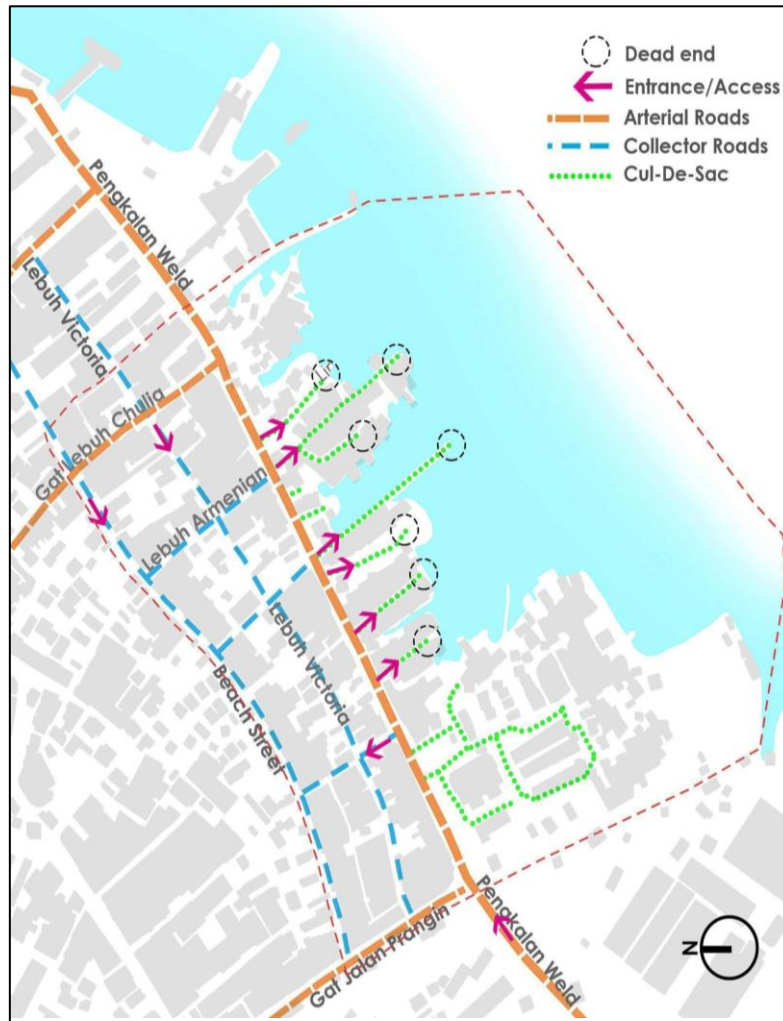 Dead end
Entrance/Access
Arterial Roads
Collector Roads
Cul-De-Sac
Pengkalan Weld
Lebuh Victoria
Gat Lebuh Chulia
Lebuh Armenian
Lebuh Victoria
Beach Street
Gat Jalan Prangin
Pengkalan Weld
N